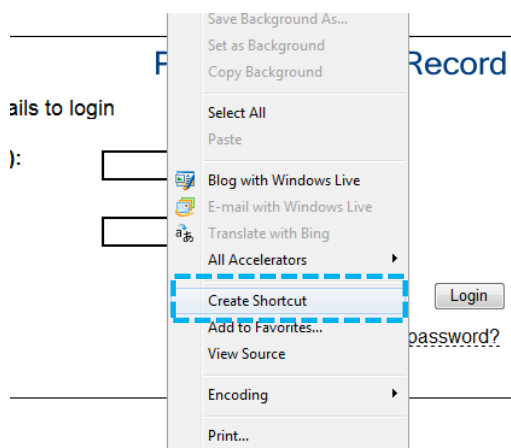 Save Background As...
Set as Background
Record
Copy Background
ails to login
Select All
Paste
):
Blog with Windows Live
E-mail with Windows Live
Translate with Bing
All Accelerators
Create Shortcut
Login
Add to Favorites...
password?
View Source
Encoding
Print...